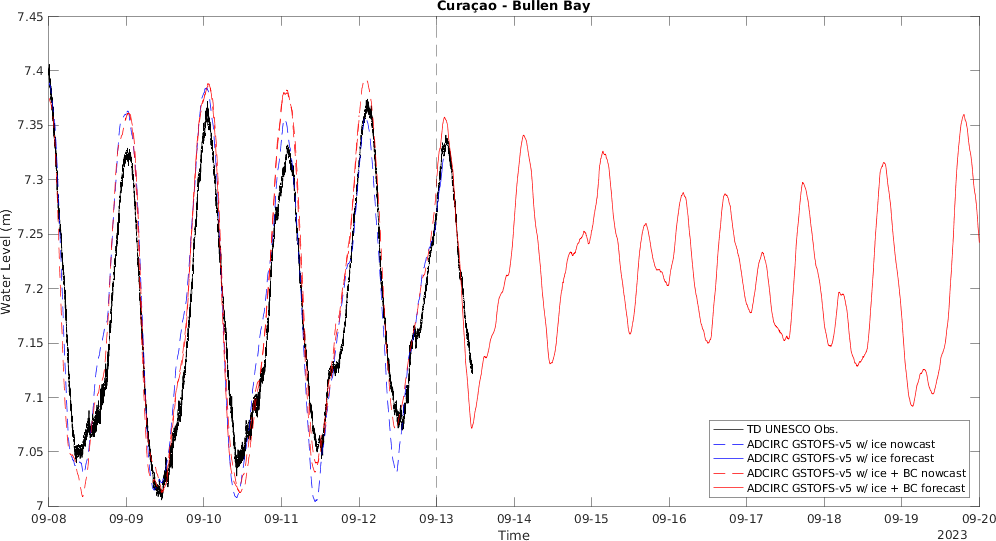 Curaçao - Bullen Bay
Water Level (m)
7.45
7.4
7.35
7.3
7.25
7.2
7.15
7.1
7.05
7
09-08 09-09 09-10 09-11 09-12 09-13 09-14 09-15 09-16 09-17 09-18 09-19 09-20
Time
2023
TD UNESCO Obs.
ADCIRC GSTOFS-v5 w/ ice nowcast
ADCIRC GSTOFS-v5 w/ ice forecast
ADCIRC GSTOFS-v5 w/ ice + BC nowcast
ADCIRC GSTOFS-v5 w/ ice + BC forecast